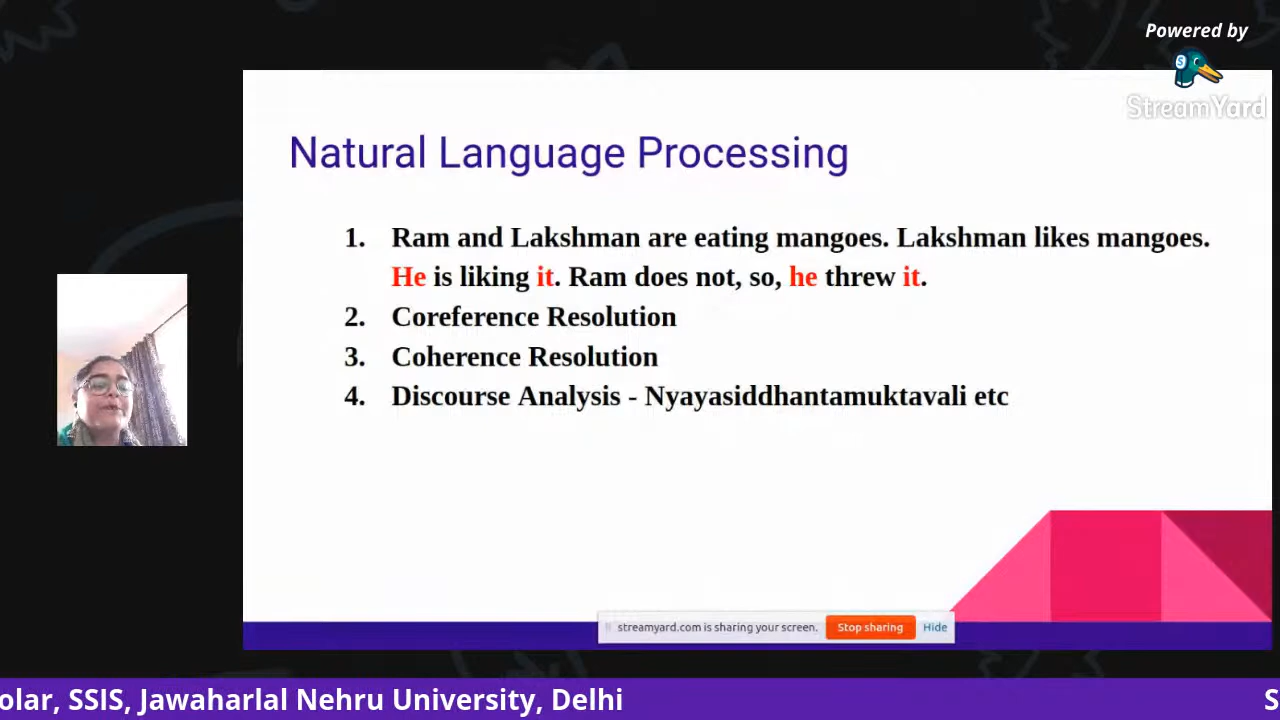 Powered by
StreamYard
Natural Language Processing
1. Ram and Lakshman are eating mangoes. Lakshman likes mangoes.
He is liking it. Ram does not, so, he threw it.
2. Coreference Resolution
3. Coherence Resolution
4. Discourse Analysis - Nyayasiddhantamuktavali etc
streamyard.com is sharing your screen. Stop sharing Hide
olar, SSIS, Jawaharlal Nehru University, Delhi S